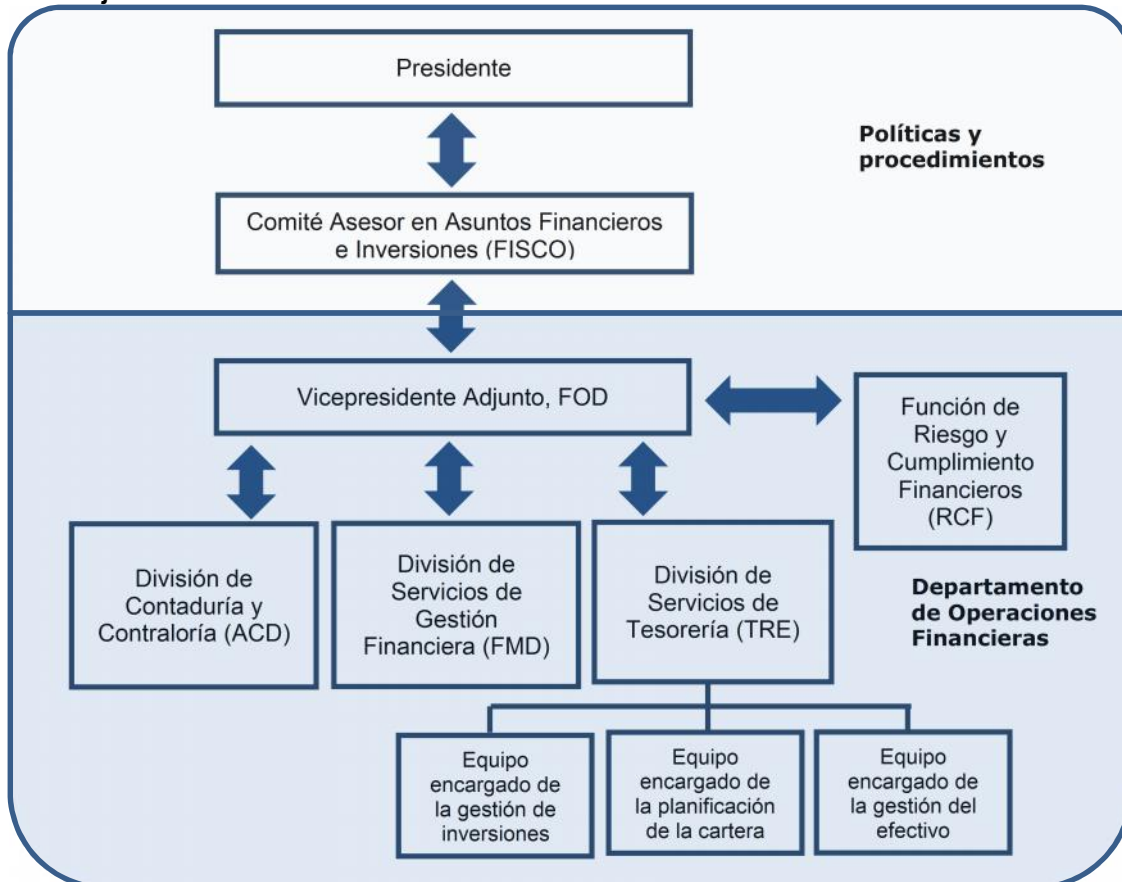 Presidente
Políticas y
procedimientos
Comité Asesor en Asuntos Financieros
e Inversiones (FISCO)
Vicepresidente Adjunto, FOD
Función de
Riesgo y
Cumplimiento
Financieros
(RCF)
División de
Contaduría y
Contraloría (ACD)
División de
Servicios de
Gestión
Financiera (FMD)
División de
Servicios de
Tesorería (TRE)
Departamento
de Operaciones
Financieras
Equipo
encargado de
la gestión de
inversiones
Equipo
encargado de
la planificación
de la cartera
Equipo
encargado de
la gestión del
efectivo